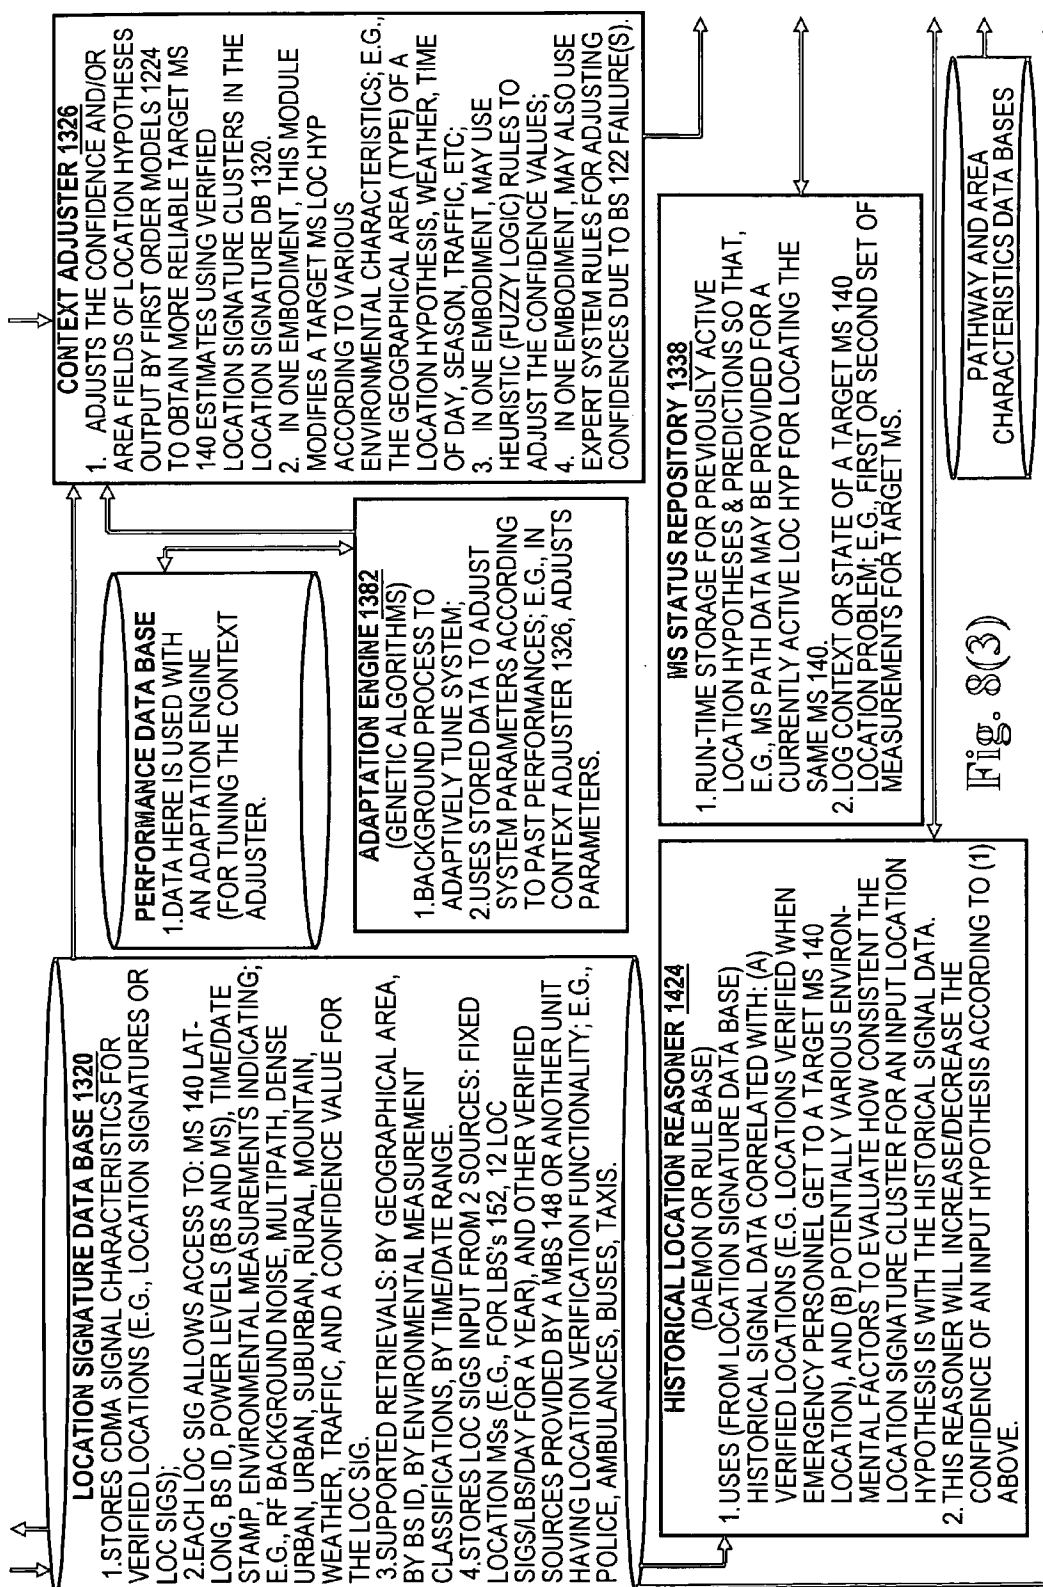 LOCATION SIGNATURE DATA BASE 1320
1.STORES CDMA SIGNAL CHARACTERISTICS FOR
VERIFIED LOCATIONS (E.G., LOCATION SIGNATURES OR
LOC SIGS);
2.EACH LOC SIG ALLOWS ACCESS TO: MS 140 LAT-
LONG, BS ID, POWER LEVELS (BS AND MS), TIME/DATE
STAMP, ENVIRONMENTAL MEASUREMENTS INDICATING;
E.G., RF BACKGROUND NOISE, MULTIPATH, DENSE
URBAN, URBAN, SUBURBAN, RURAL, MOUNTAIN,
WEATHER, TRAFFIC, AND A CONFIDENCE VALUE FOR
THE LOC SIG.
3.SUPPORTED RETRIEVALS: BY GEOGRAPHICAL AREA,
BY BS ID, BY ENVIRONMENTAL MEASUREMENT
CLASSIFICATIONS, BY TIME/DATE RANGE.
4.STORES LOC SIGS INPUT FROM 2 SOURCES: FIXED
LOCATION MSs (E.G., FOR LBS's 152, 12 LOC
SIGS/LBS/DAY FOR A YEAR), AND OTHER VERIFIED
SOURCES PROVIDED BY A MBS 148 OR ANOTHER UNIT
HAVING LOCATION VERIFICATION FUNCTIONALITY; E.G.,
POLICE, AMBULANCES, BUSES, TAXIS.
PERFORMANCE DATA BASE
1.DATA HERE IS USED WITH
AN ADAPTATION ENGINE
(FOR TUNING THE CONTEXT
ADJUSTER.
ADAPTATION ENGINE 1382
(GENETIC ALGORITHMS)
1.BACKGROUND PROCESS TO
ADAPTIVELY TUNE SYSTEM;
2.USES STORED DATA TO ADJUST
SYSTEM PARAMETERS ACCORDING
TO PAST PERFORMANCES; E.G., IN
CONTEXT ADJUSTER 1326, ADJUSTS
PARAMETERS.
CONTEXT ADJUSTER 1326
1. ADJUSTS THE CONFIDENCE AND/OR
AREA FIELDS OF LOCATION HYPOTHESES
OUTPUT BY FIRST ORDER MODELS 1224
TO OBTAIN MORE RELIABLE TARGET MS
140 ESTIMATES USING VERIFIED
LOCATION SIGNATURE CLUSTERS IN THE
LOCATION SIGNATURE DB 1320.
2. IN ONE EMBODIMENT, THIS MODULE
MODIFIES A TARGET MS LOC HYP
ACCORDING TO VARIOUS
ENVIRONMENTAL CHARACTERISTICS; E.G.,
THE GEOGRAPHICAL AREA (TYPE) OF A
LOCATION HYPOTHESIS, WEATHER, TIME
OF DAY, SEASON, TRAFFIC, ETC;
3. IN ONE EMBODIMENT, MAY USE
HEURISTIC (FUZZY LOGIC) RULES TO
ADJUST THE CONFIDENCE VALUES;
4. IN ONE EMBODIMENT, MAY ALSO USE
EXPERT SYSTEM RULES FOR ADJUSTING
CONFIDENCES DUE TO BS 122 FAILURE(S).
HISTORICAL LOCATION REASONER 1424
(DAEMON OR RULE BASE)
1. USES (FROM LOCATION SIGNATURE DATA BASE)
HISTORICAL SIGNAL DATA CORRELATED WITH: (A)
VERIFIED LOCATIONS (E.G. LOCATIONS VERIFIED WHEN
EMERGENCY PERSONNEL GET TO A TARGET MS 140
LOCATION), AND (B) POTENTIALLY VARIOUS ENVIRON-
MENTAL FACTORS TO EVALUATE HOW CONSISTENT THE
LOCATION SIGNATURE CLUSTER FOR AN INPUT LOCATION
HYPOTHESIS IS WITH THE HISTORICAL SIGNAL DATA.
2. THIS REASONER WILL INCREASE/DECREASE THE
CONFIDENCE OF AN INPUT HYPOTHESIS ACCORDING TO (1)
ABOVE.
MS STATUS REPOSITORY 1338
1.RUN-TIME STORAGE FOR PREVIOUSLY ACTIVE
LOCATION HYPOTHESES & PREDICTIONS SO THAT,
E.G., MS PATH DATA MAY BE PROVIDED FOR A
CURRENTLY ACTIVE LOC HYP FOR LOCATING THE
SAME MS 140.
2.LOG CONTEXT OR STATE OF A TARGET MS 140
LOCATION PROBLEM; E.G., FIRST OR SECOND SET OF
MEASUREMENTS FOR TARGET MS.
PATHWAY AND AREA
CHARACTERISTICS DATA BASES
Fig. 8(3)